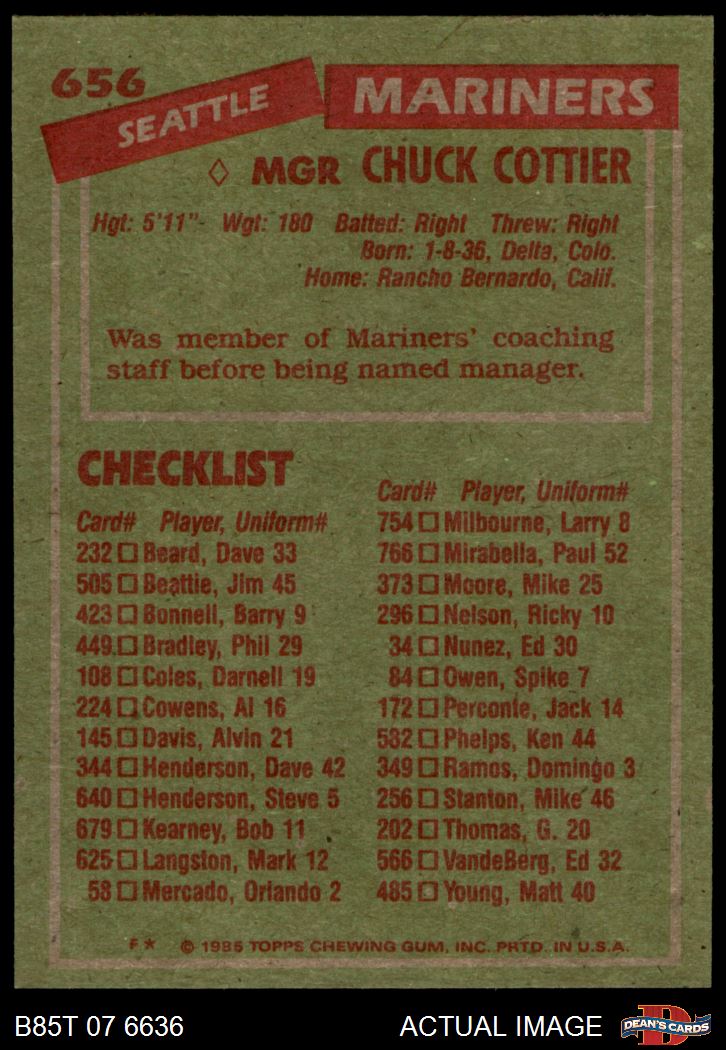 656
SEATTLE MARINERS
◇ MGR CHUCK COTTIER
Hgt: 5'11" Wgt: 180 Batted: Right Threw: Right
Born: 1-8-36, Delta, Colo.
Home: Rancho Bernardo, Calif.
Was member of Mariners' coaching
staff before being named manager.
CHECKLIST
Card# Player, Uniform#
232 □ Beard, Dave 33
505 □ Beattie, Jim 45
423 □ Bonnell, Barry 9
449 □ Bradley, Phil 29
108 □ Coles, Darnell 19
224 □ Cowens, Al 16
145 □ Davis, Alvin 21
344 □ Henderson, Dave 42
640 □ Henderson, Steve 5
679 □ Kearney, Bob 11
625 □ Langston, Mark 12
58 □ Mercado, Orlando 2
Card# Player, Uniform#
754 □ Milbourne, Larry 8
766 □ Mirabella, Paul 52
373 □ Moore, Mike 25
296 □ Nelson, Ricky 10
34 □ Nunez, Ed 30
84 □ Owen, Spike 7
172 □ Perconte, Jack 14
582 □ Phelps, Ken 44
349 □ Ramos, Domingo 3
256 □ Stanton, Mike 46
202 □ Thomas, G. 20
566 □ VandeBerg, Ed 32
485 □ Young, Matt 40
F★ © 1985 TOPPS CHEWING GUM, INC. PRTD. IN U.S.A.
B85T 07 6636
ACTUAL IMAGE
D
DEAN'S CARDS